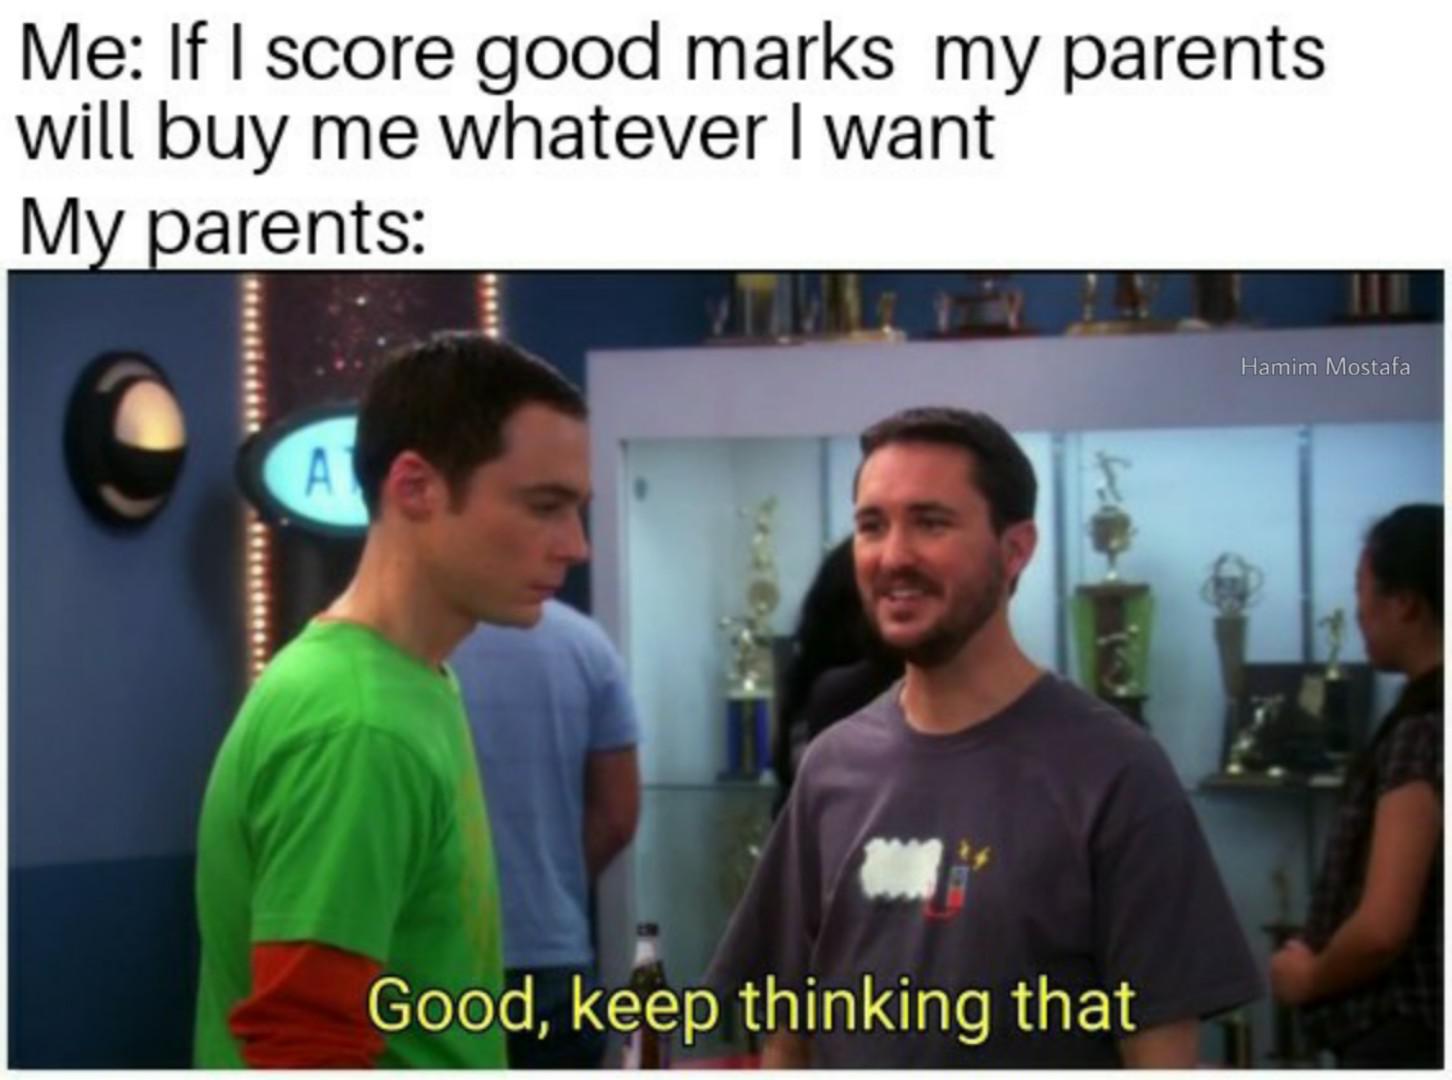 Me: If I score good marks my parents
will buy me whatever I want
My parents:
Hamim Mostafa
A
Good, keep thinking that